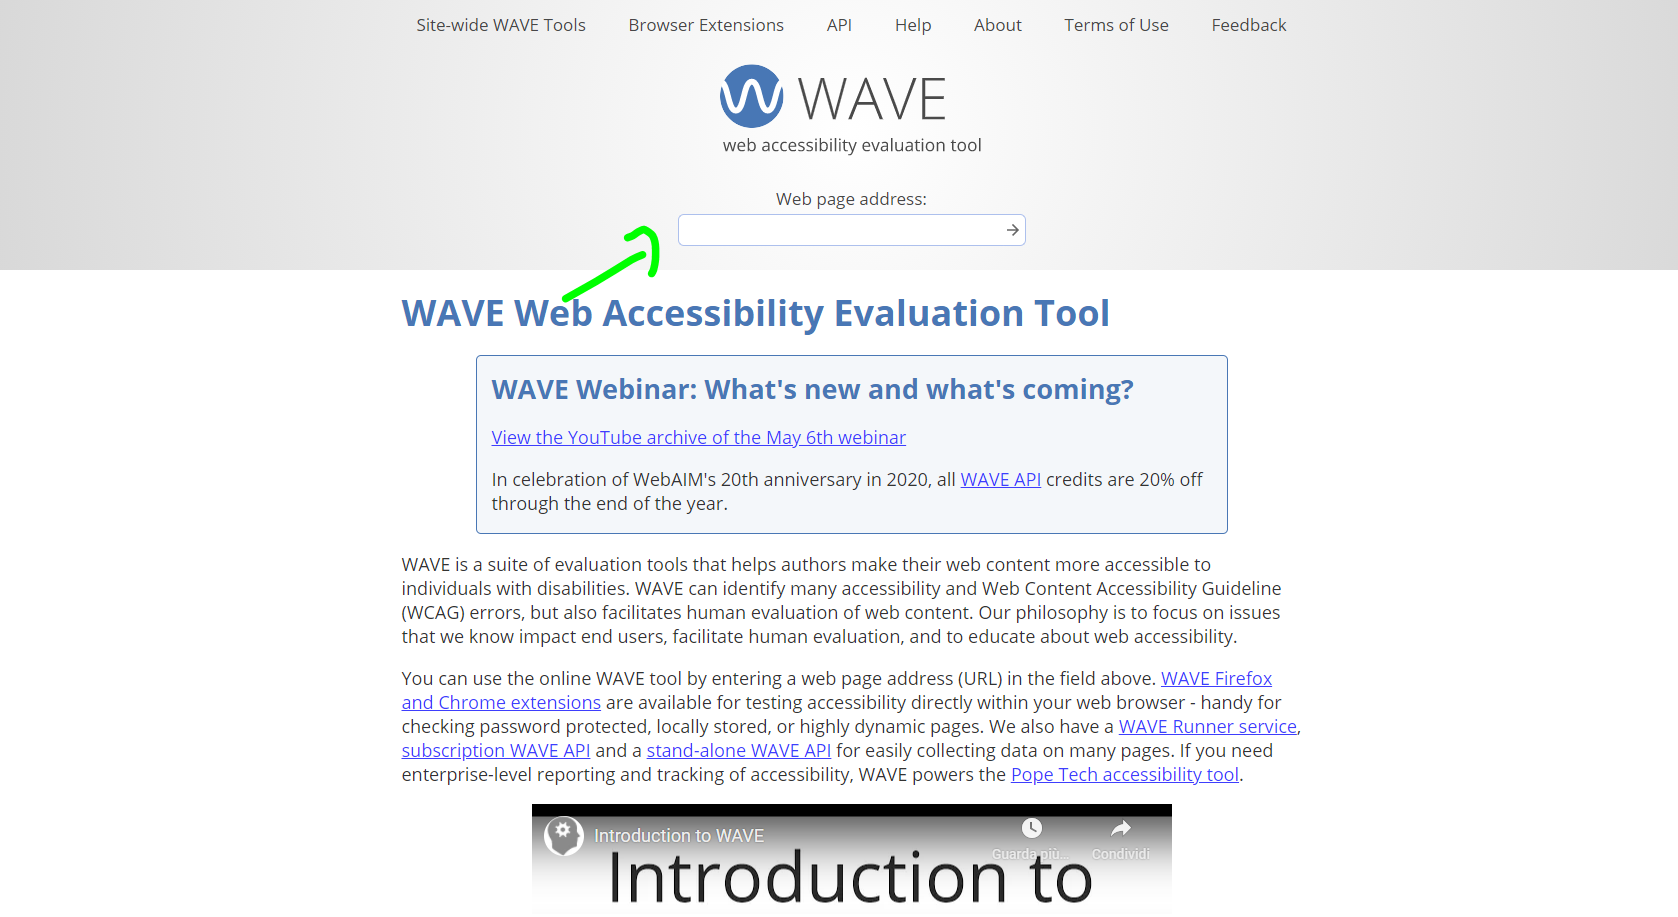 Site-wide WAVE Tools Browser Extensions API Help About Terms of Use Feedback
WAVE
web accessibility evaluation tool
Web page address:
WAVE Web Accessibility Evaluation Tool
WAVE Webinar: What's new and what's coming?
View the YouTube archive of the May 6th webinar
In celebration of WebAIM's 20th anniversary in 2020, all WAVE API credits are 20% off
through the end of the year.
WAVE is a suite of evaluation tools that helps authors make their web content more accessible to
individuals with disabilities. WAVE can identify many accessibility and Web Content Accessibility Guideline
(WCAG) errors, but also facilitates human evaluation of web content. Our philosophy is to focus on issues
that we know impact end users, facilitate human evaluation, and to educate about web accessibility.
You can use the online WAVE tool by entering a web page address (URL) in the field above. WAVE Firefox
and Chrome extensions are available for testing accessibility directly within your web browser - handy for
checking password protected, locally stored, or highly dynamic pages. We also have a WAVE Runner service,
subscription WAVE API and a stand-alone WAVE API for easily collecting data on many pages. If you need
enterprise-level reporting and tracking of accessibility, WAVE powers the Pope Tech accessibility tool.
Introduction to WAVE
Guarda più... Condividi
Introduction to